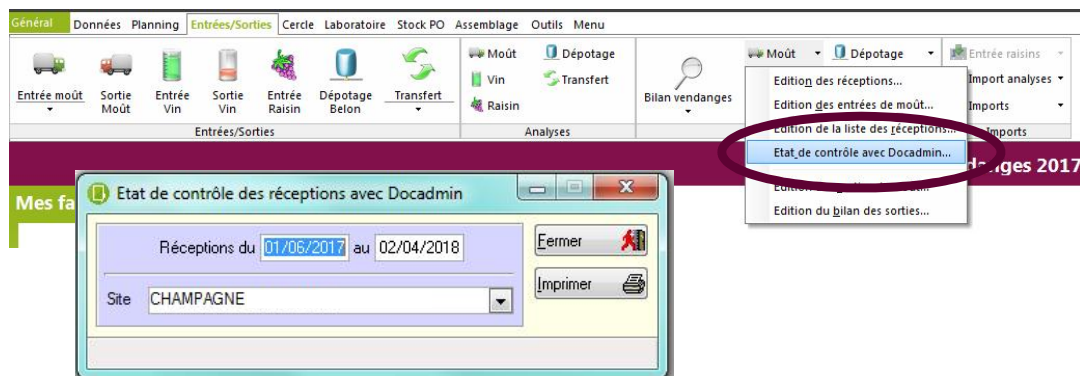 Général Données Planning Entrées/Sorties Cercle Laboratoire Stock PO Assemblage Outils Menu
Entrée moût
Sortie Moût
Entrée Vin
Sortie Vin
Entrée Raisin
Dépotage Belon
Transfert
Entrées/Sorties
Moût Dépotage
Vin Transfert
Raisin
Analyses
Bilan vendanges
Moût Dépotage
Entrée raisins
Import analyses
Imports
Imports
Edition des réceptions...
Edition des entrées de moût...
Edition de la liste des réceptions...
Etat de contrôle avec Docadmin...
Edition du bilan des sorties...
danges 2017
Mes fa
Etat de contrôle des réceptions avec Docadmin
Réceptions du 01/06/2017 au 02/04/2018
Fermer
Imprimer
Site CHAMPAGNE